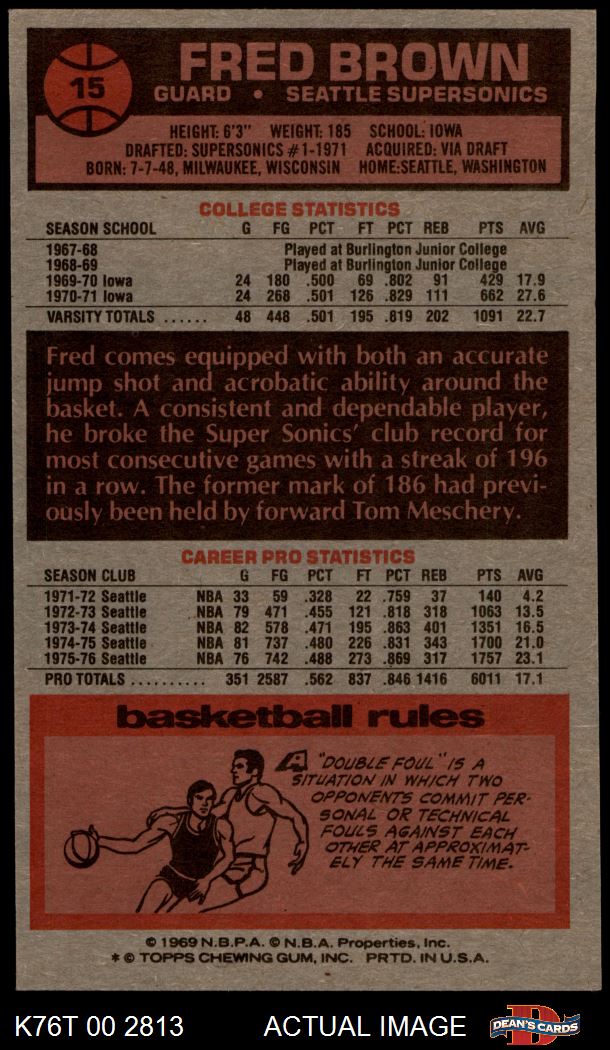 15
FRED BROWN
GUARD • SEATTLE SUPERSONICS
HEIGHT: 6'3" WEIGHT: 185 SCHOOL: IOWA
DRAFTED: SUPERSONICS #1-1971 ACQUIRED: VIA DRAFT
BORN: 7-7-48, MILWAUKEE, WISCONSIN HOME:SEATTLE, WASHINGTON
COLLEGE STATISTICS
SEASON SCHOOL G FG PCT FT PCT REB PTS AVG
1967-68 Played at Burlington Junior College
1968-69 Played at Burlington Junior College
1969-70 Iowa 24 180 .500 69 .802 91 429 17.9
1970-71 Iowa 24 268 .501 126 .829 111 662 27.6
VARSITY TOTALS ...... 48 448 .501 195 .819 202 1091 22.7
Fred comes equipped with both an accurate
jump shot and acrobatic ability around the
basket. A consistent and dependable player,
he broke the Super Sonics' club record for
most consecutive games with a streak of 196
in a row. The former mark of 186 had previ-
ously been held by forward Tom Meschery.
CAREER PRO STATISTICS
SEASON CLUB G FG PCT FT PCT REB PTS AVG
1971-72 Seattle NBA 33 59 .328 22 .759 37 140 4.2
1972-73 Seattle NBA 79 471 .455 121 .818 318 1063 13.5
1973-74 Seattle NBA 82 578 .471 195 .863 401 1351 16.5
1974-75 Seattle NBA 81 737 .480 226 .831 343 1700 21.0
1975-76 Seattle NBA 76 742 .488 273 .869 317 1757 23.1
PRO TOTALS .......... 351 2587 .562 837 .846 1416 6011 17.1
basketball rules
A "DOUBLE FOUL" IS A
SITUATION IN WHICH TWO
OPPONENTS COMMIT PER-
SONAL OR TECHNICAL
FOULS AGAINST EACH
OTHER AT APPROXIMAT-
ELY THE SAME TIME.
© 1969 N.B.P.A. © N.B.A. Properties, Inc.
* © TOPPS CHEWING GUM, INC. PRTD. IN U.S.A.
K76T 00 2813 ACTUAL IMAGE D DEAN'S CARDS